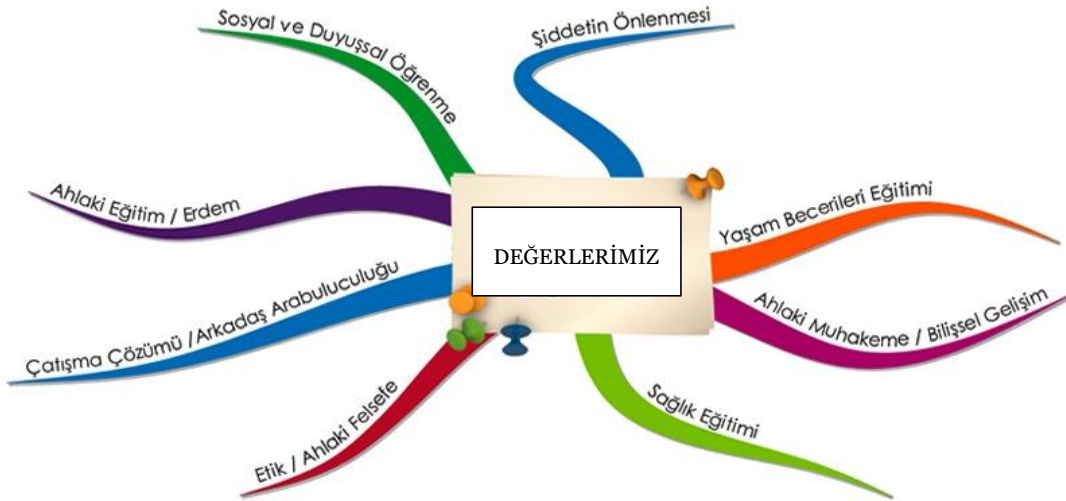 Sosyal ve Duyuşsal Öğrenme
Şiddetin Önlenmesi
Ahlaki Eğitim / Erdem
Yaşam Becerileri Eğitimi
DEĞERLERİMİZ
Çatışma Çözümü /Arkadaş Arabuluculuğu
Ahlaki Muhakeme / Bilişsel Gelişim
Etik / Ahlaki Felsefe
Sağlık Eğitimi